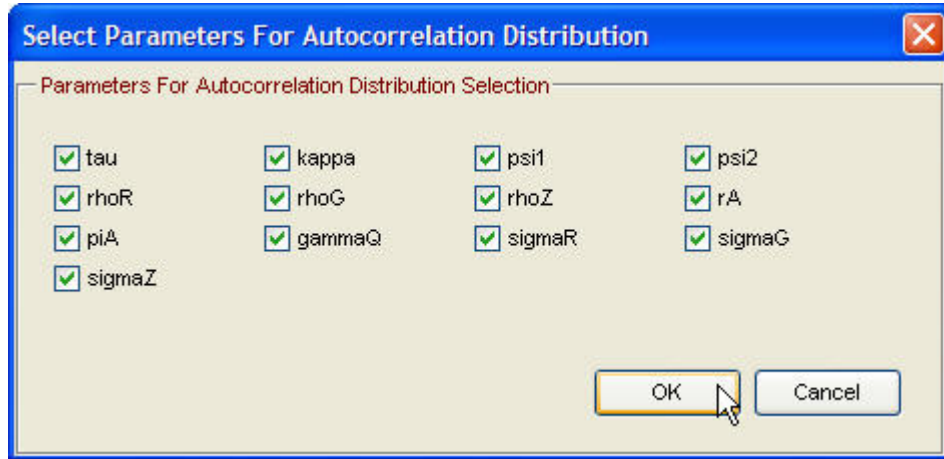 Select Parameters For Autocorrelation Distribution
Parameters For Autocorrelation Distribution Selection
tau kappa psi1 psi2
rhoR rhoG rhoZ rA
piA gammaQ sigmaR sigmaG
sigmaZ
OK Cancel